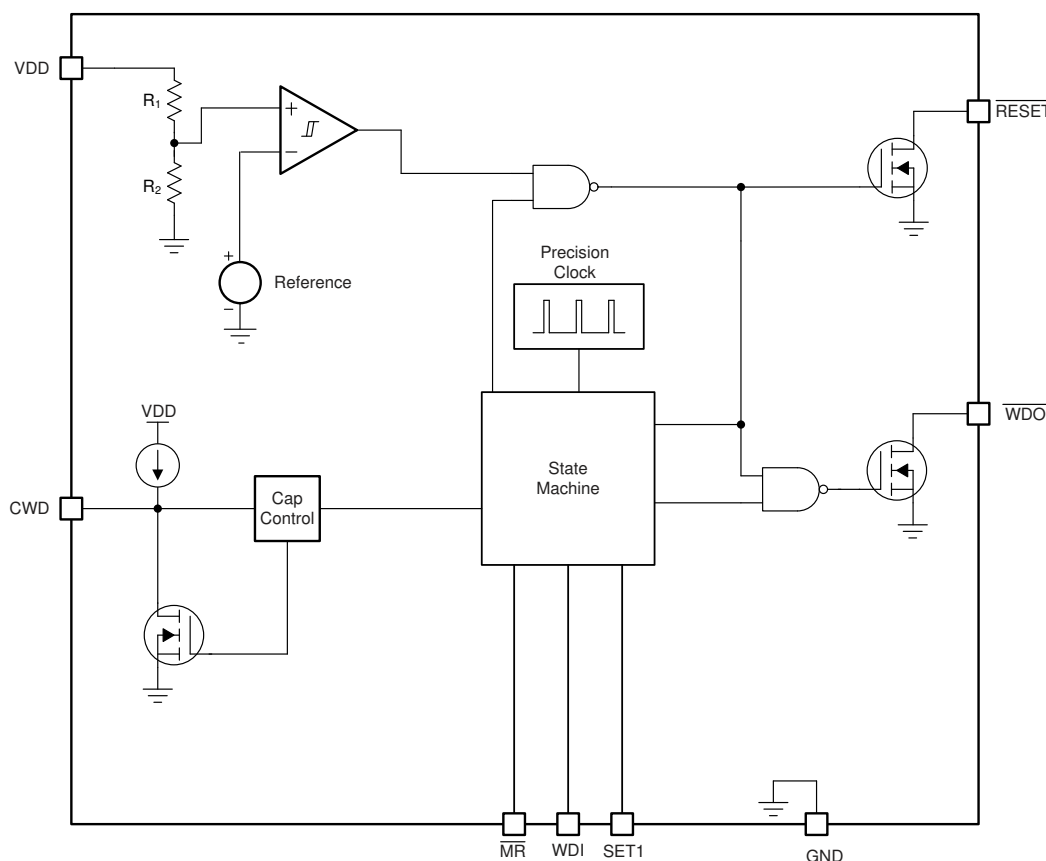 VDD
R1
+
−
R2
RESET
Precision
Clock
+
Reference
−
VDD
WDO
State
Machine
CWD
Cap
Control
MR
WDI
SET1
GND